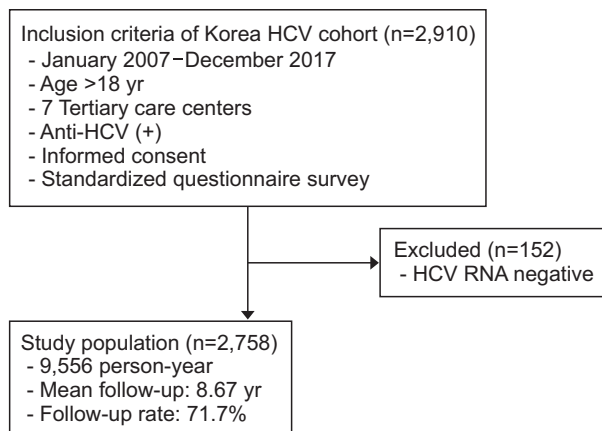 Inclusion criteria of Korea HCV cohort (n=2,910)
- January 2007−December 2017
- Age >18 yr
- 7 Tertiary care centers
- Anti-HCV (+)
- Informed consent
- Standardized questionnaire survey
Excluded (n=152)
- HCV RNA negative
Study population (n=2,758)
- 9,556 person-year
- Mean follow-up: 8.67 yr
- Follow-up rate: 71.7%